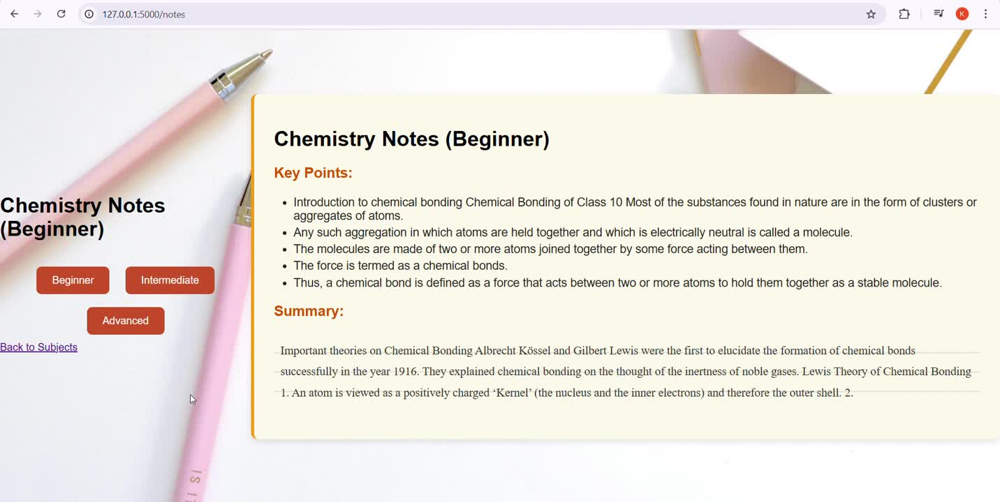 127.0.0.1:5000/notes
K
Chemistry Notes
(Beginner)
Beginner
Intermediate
Advanced
Back to Subjects
Chemistry Notes (Beginner)
Key Points:
• Introduction to chemical bonding Chemical Bonding of Class 10 Most of the substances found in nature are in the form of clusters or
aggregates of atoms.
• Any such aggregation in which atoms are held together and which is electrically neutral is called a molecule.
• The molecules are made of two or more atoms joined together by some force acting between them.
• The force is termed as a chemical bonds.
• Thus, a chemical bond is defined as a force that acts between two or more atoms to hold them together as a stable molecule.
Summary:
Important theories on Chemical Bonding Albrecht Kössel and Gilbert Lewis were the first to elucidate the formation of chemical bonds
successfully in the year 1916. They explained chemical bonding on the thought of the inertness of noble gases. Lewis Theory of Chemical Bonding
1. An atom is viewed as a positively charged ‘Kernel’ (the nucleus and the inner electrons) and therefore the outer shell. 2.